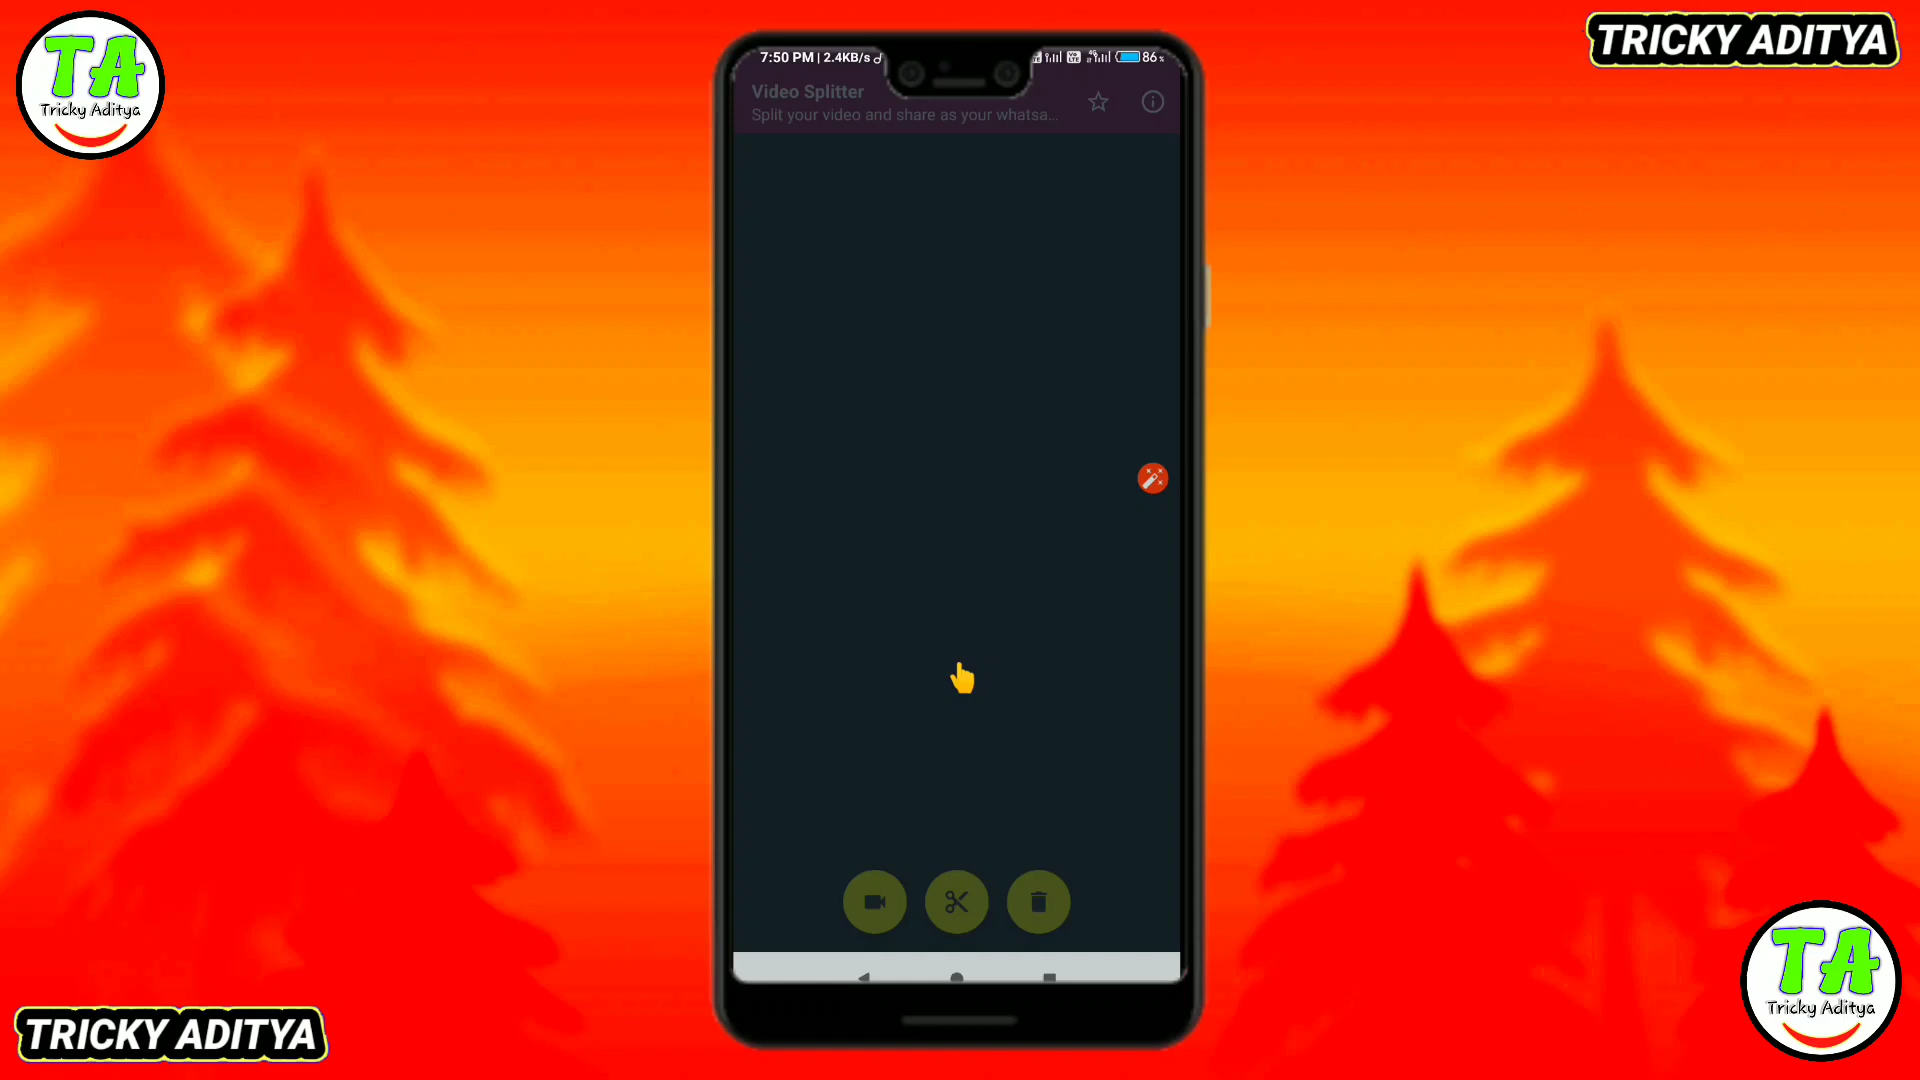 TA
Tricky Aditya
TRICKY ADITYA
7:50 PM | 2.4KB/s
86%
Video Splitter
Split your video and share as your whatsa...
TRICKY ADITYA
TA
Tricky Aditya